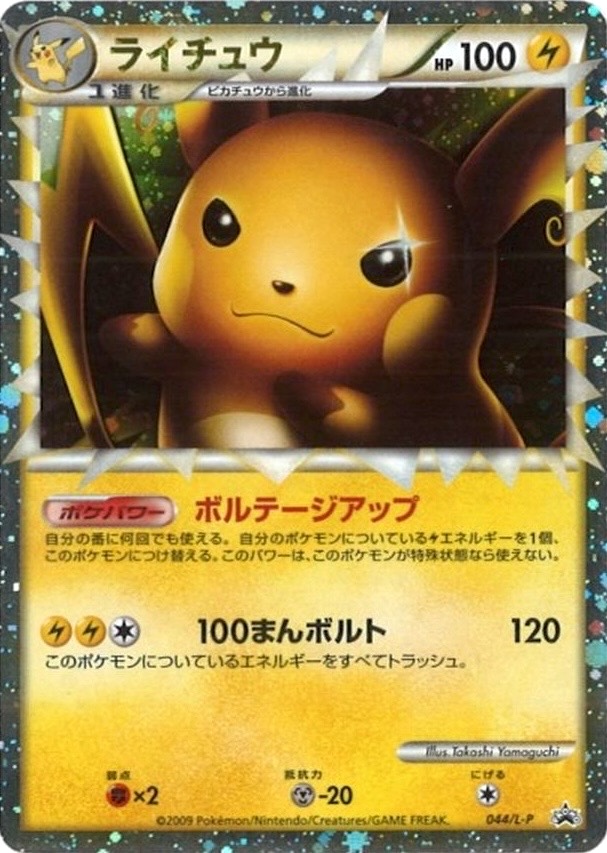 ライチュウ HP 100
1進化 ピカチュウから進化
ポケパワー ボルテージアップ
自分の番に何回でも使える。自分のポケモンについている エネルギーを1個、
このポケモンにつけ替える。このパワーは、このポケモンが特殊状態なら使えない。
100まんボルト 120
このポケモンについているエネルギーをすべてトラッシュ。
Illus. Takashi Yamaguchi
弱点 抵抗力 にげる
×2 -20
©2009 Pokémon/Nintendo/Creatures/GAME FREAK. 044/L-P